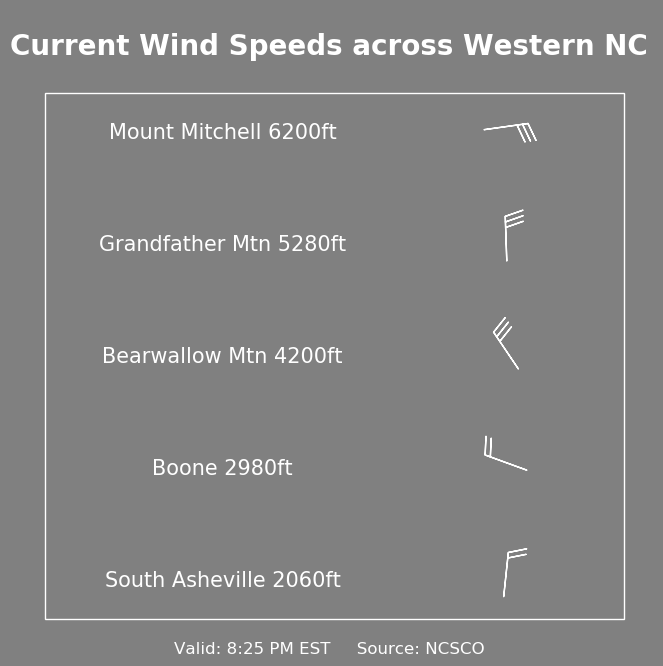 Current Wind Speeds across Western NC
Mount Mitchell 6200ft
Grandfather Mtn 5280ft
Bearwallow Mtn 4200ft
Boone 2980ft
South Asheville 2060ft
Valid: 8:25 PM EST Source: NCSCO